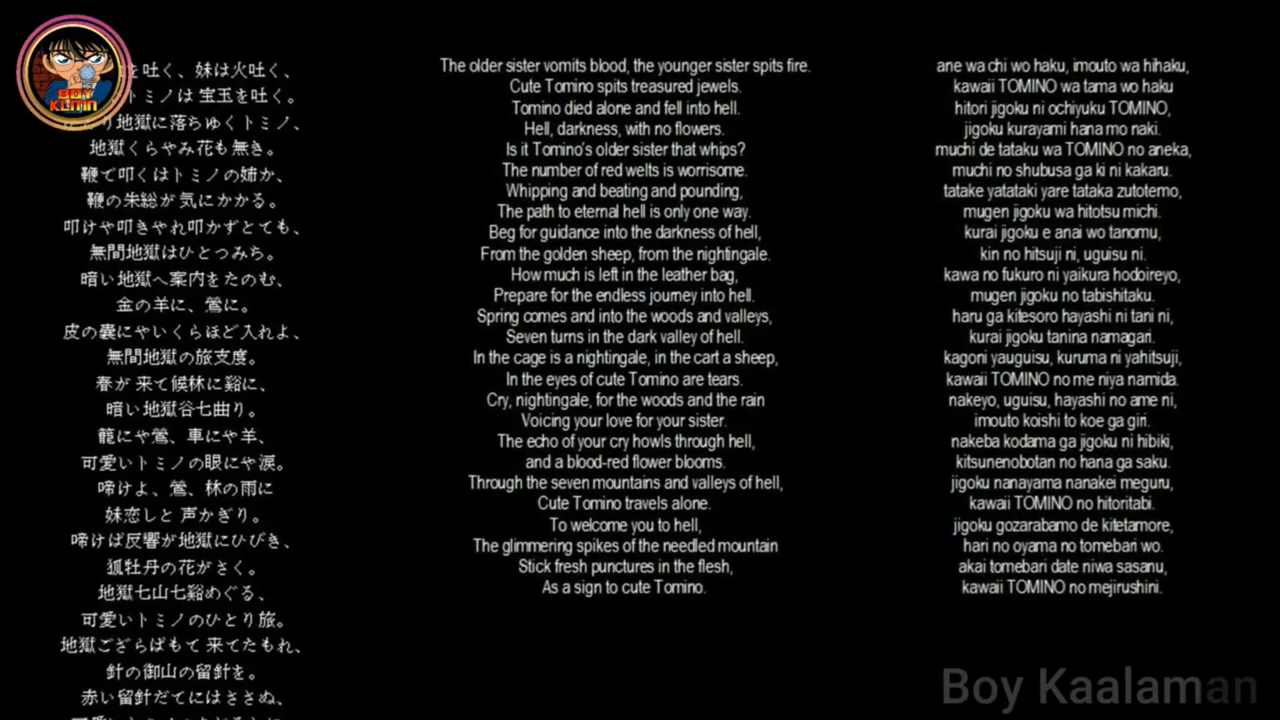 BOY
KLMN
を吐く、妹は火吐く、
トミノは 宝玉を吐く。
り地獄に落ちゆくトミノ、
地獄くらやみ花も無き。
鞭で叩くはトミノの姉か、
鞭の朱総が 気にかかる。
叩けや叩きやれ叩かずとても、
無間地獄はひとつみち。
暗い地獄へ案内をたのむ、
金の羊に、鶯に。
皮の嚢にやいくらほど入れよ、
無間地獄の旅支度。
春が 来て候林に谿に、
暗い地獄谷七曲り。
籠にや鶯、車にや羊、
可愛いトミノの眼にや涙。
啼けよ、鶯、林の雨に
妹恋しと 声かぎり。
啼けば反響が地獄にひびき、
狐牡丹の花がさく。
地獄七山七谿めぐる、
可愛いトミノのひとり旅。
地獄ござらばもて 来てたもれ、
針の御山の留針を。
赤い留針だてにはささぬ、
The older sister vomits blood, the younger sister spits fire.
Cute Tomino spits treasured jewels.
Tomino died alone and fell into hell.
Hell, darkness, with no flowers.
Is it Tomino's older sister that whips?
The number of red welts is worrisome.
Whipping and beating and pounding,
The path to eternal hell is only one way.
Beg for guidance into the darkness of hell,
From the golden sheep, from the nightingale.
How much is left in the leather bag,
Prepare for the endless journey into hell.
Spring comes and into the woods and valleys,
Seven turns in the dark valley of hell.
In the cage is a nightingale, in the cart a sheep,
In the eyes of cute Tomino are tears.
Cry, nightingale, for the woods and the rain
Voicing your love for your sister.
The echo of your cry howls through hell,
and a blood-red flower blooms.
Through the seven mountains and valleys of hell,
Cute Tomino travels alone.
To welcome you to hell,
The glimmering spikes of the needled mountain
Stick fresh punctures in the flesh,
As a sign to cute Tomino.
ane wa chi wo haku, imouto wa hihaku,
kawaii TOMINO wa tama wo haku
hitori jigoku ni ochiyuku TOMINO,
jigoku kurayami hana mo naki.
muchi de tataku wa TOMINO no aneka,
muchi no shubusa ga ki ni kakaru.
tatake yatataki yare tataka zutotemo,
mugen jigoku wa hitotsu michi.
kurai jigoku e anai wo tanomu,
kin no hitsuji ni, uguisu ni.
kawa no fukuro ni yaikura hodoireyo,
mugen jigoku no tabishitaku.
haru ga kitesoro hayashi ni tani ni,
kurai jigoku tanina namagari.
kagoni yauguisu, kuruma ni yahitsuji,
kawaii TOMINO no me niya namida.
nakeyo, uguisu, hayashi no ame ni,
imouto koishi to koe ga giri.
nakeba kodama ga jigoku ni hibiki,
kitsunenobotan no hana ga saku.
jigoku nanayama nanakei meguru,
kawaii TOMINO no hitoritabi.
jigoku gozarabamo de kitetamore,
hari no oyama no tomebari wo.
akai tomebari date niwa sasanu,
kawaii TOMINO no mejirushini.
Boy Kaalaman